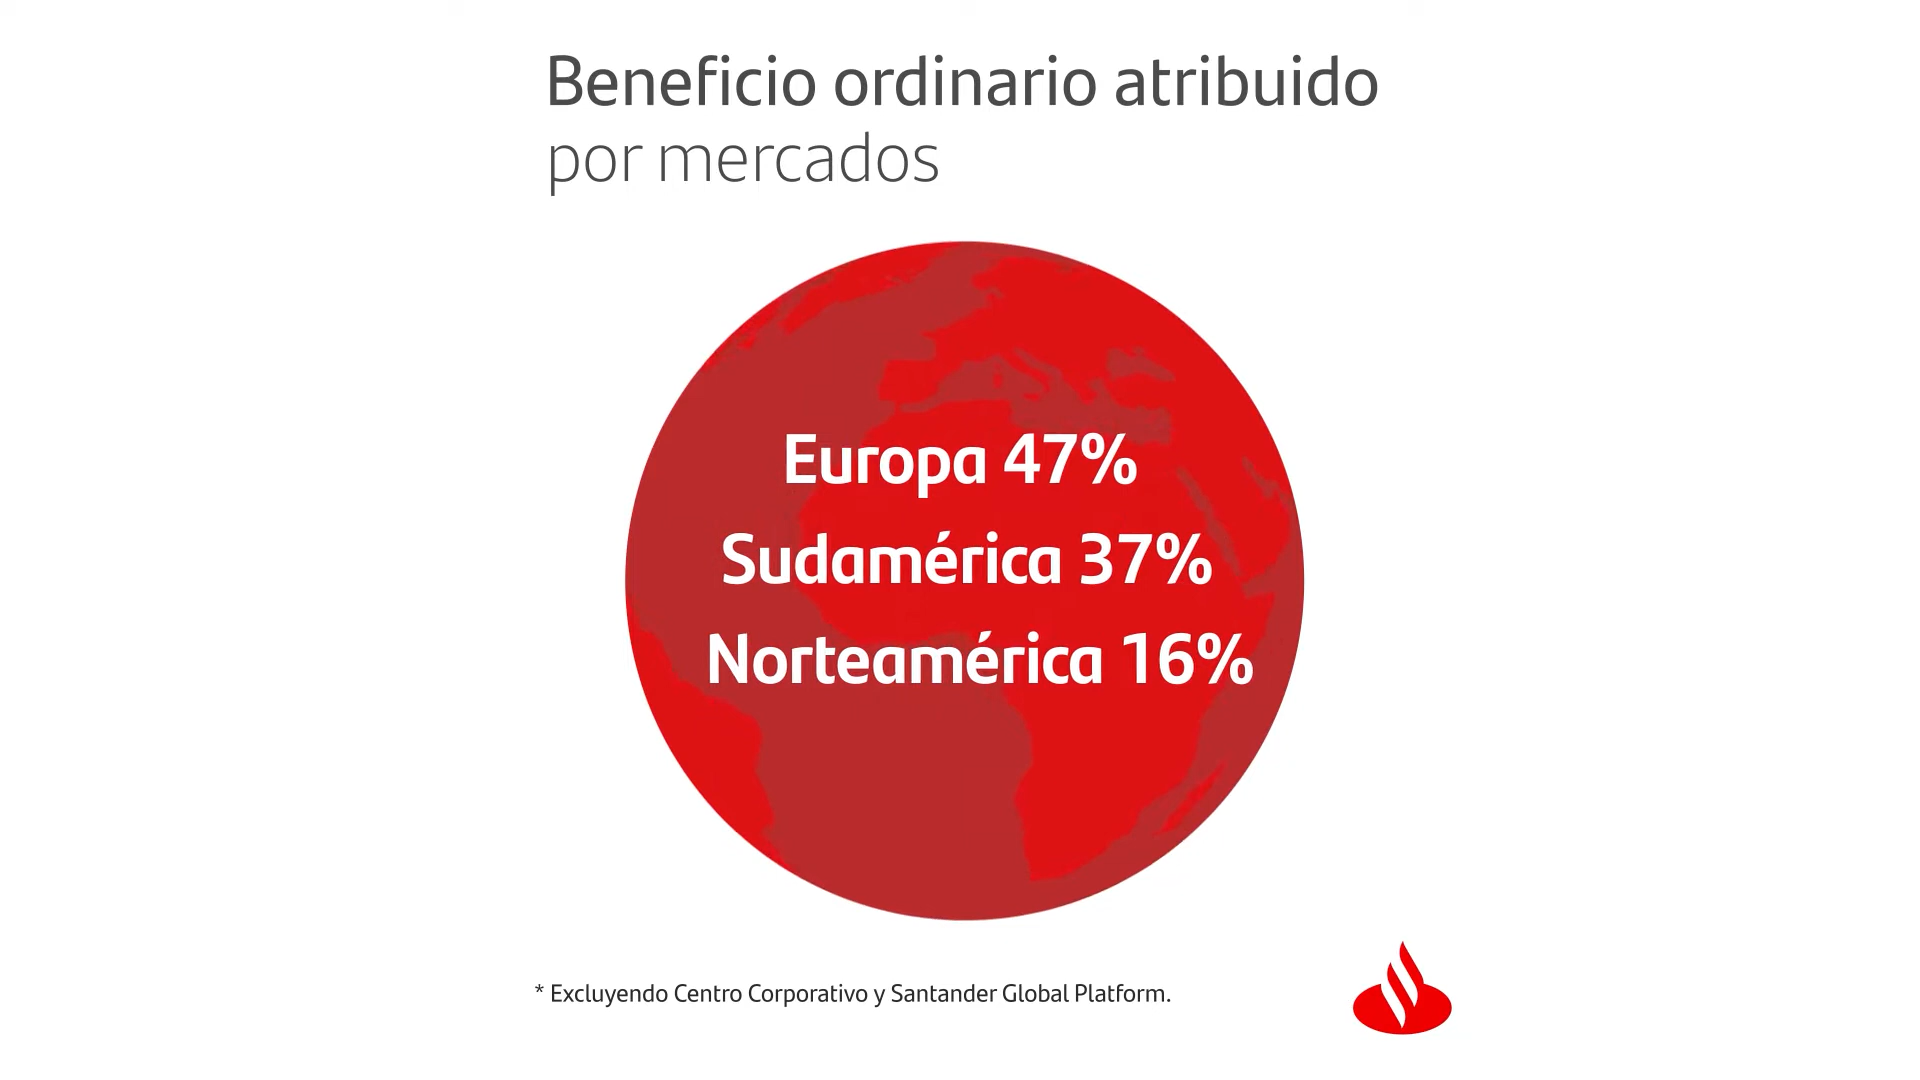 Beneficio ordinario atribuido
por mercados
Europa 47%
Sudamérica 37%
Norteamérica 16%
* Excluyendo Centro Corporativo y Santander Global Platform.